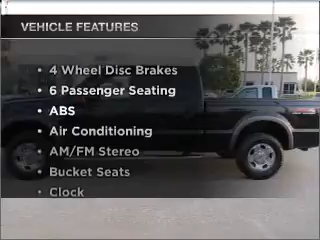 VEHICLE FEATURES
• 4 Wheel Disc Brakes
• 6 Passenger Seating
• ABS
• Air Conditioning
• AM/FM Stereo
• Bucket Seats
• Clock